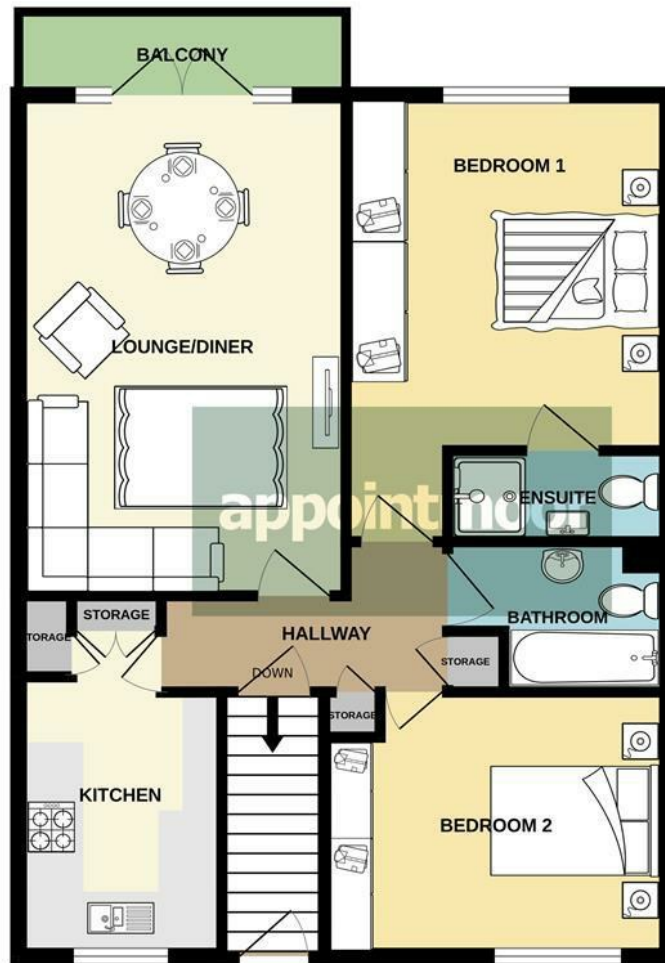 BALCONY
BEDROOM 1
LOUNGE/DINER
ENSUITE
STORAGE
TORAGE
BATHROOM
HALLWAY
STORAGE
DOWN
STORAGE
KITCHEN
BEDROOM 2